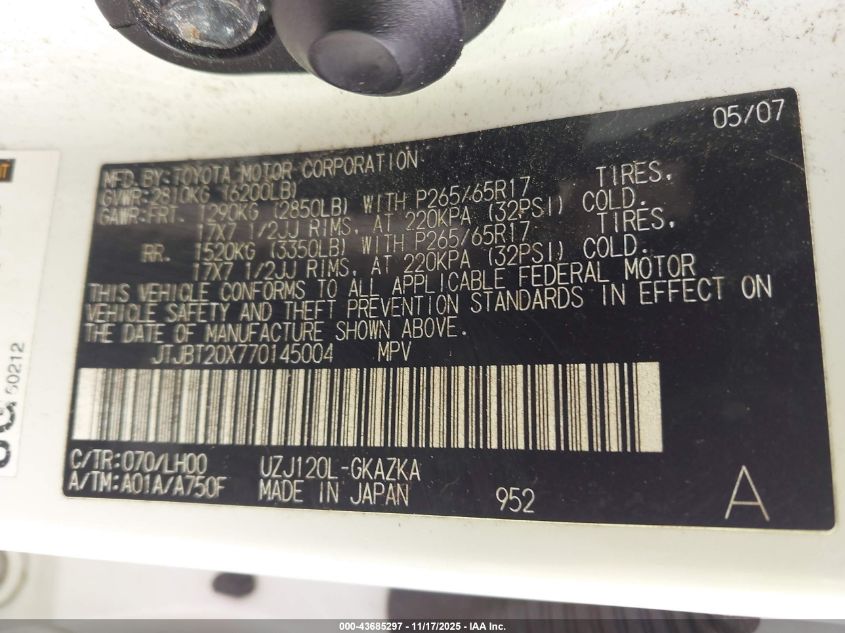 05/07
MFD.BY:TOYOTA MOTOR CORPORATION
GVWR:2810KG (6200LB)
GAWR:FRT. 1290KG (2850LB) WITH P265/65R17 TIRES,
17X7 1/2JJ RIMS, AT 220KPA (32PSI) COLD.
RR. 1520KG (3350LB) WITH P265/65R17 TIRES,
17X7 1/2JJ RIMS, AT 220KPA (32PSI) COLD.
THIS VEHICLE CONFORMS TO ALL APPLICABLE FEDERAL MOTOR
VEHICLE SAFETY AND THEFT PREVENTION STANDARDS IN EFFECT ON
THE DATE OF MANUFACTURE SHOWN ABOVE.
JTJBT20X770145004 MPV
C/TR:070/LH00 UZJ120L-GKAZKA
A/TM:A01A/A750F MADE IN JAPAN 952 A
000-43685297 - 11/17/2025 - IAA Inc.